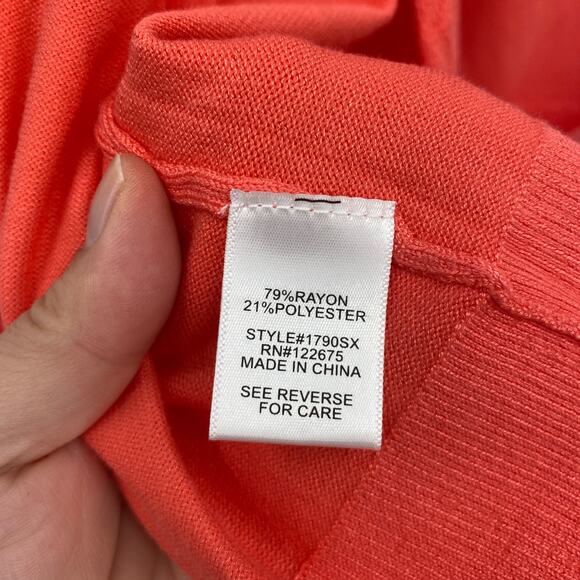 79%RAYON
21%POLYESTER
STYLE#1790SX
RN#122675
MADE IN CHINA
SEE REVERSE
FOR CARE